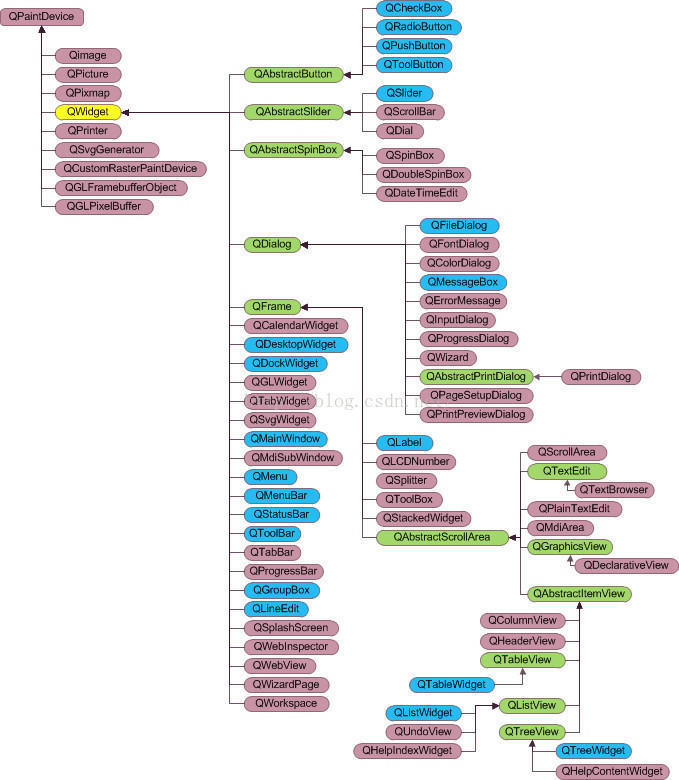 QPaintDevice
Qimage
QPicture
QPixmap
QWidget
QPrinter
QSvgGenerator
QCustomRasterPaintDevice
QGLFramebufferObject
QGLPixelBuffer
QAbstractButton
QCheckBox
QRadioButton
QPushButton
QToolButton
QAbstractSlider
QSlider
QScrollBar
QDial
QAbstractSpinBox
QSpinBox
QDoubleSpinBox
QDateTimeEdit
QDialog
QFileDialog
QFontDialog
QColorDialog
QMessageBox
QErrorMessage
QInputDialog
QProgressDialog
QWizard
QAbstractPrintDialog
QPrintDialog
QPageSetupDialog
QPrintPreviewDialog
QFrame
QCalendarWidget
QDesktopWidget
QDockWidget
QGLWidget
QTabWidget
blog.csdn.
QSvgWidget
QMainWindow
QMdiSubWindow
QMenu
QMenuBar
QStatusBar
QToolBar
QTabBar
QProgressBar
QGroupBox
QLineEdit
QSplashScreen
QWebInspector
QWebView
QWizardPage
QWorkspace
QLabel
QLCDNumber
QSplitter
QToolBox
QStackedWidget
QAbstractScrollArea
QScrollArea
QTextEdit
QTextBrowser
QPlainTextEdit
QMdiArea
QGraphicsView
QDeclarativeView
QAbstractItemView
QColumnView
QHeaderView
QTableView
QTableWidget
QListView
QListWidget
QUndoView
QHelpIndexWidget
QTreeView
QTreeWidget
QHelpContentWidget